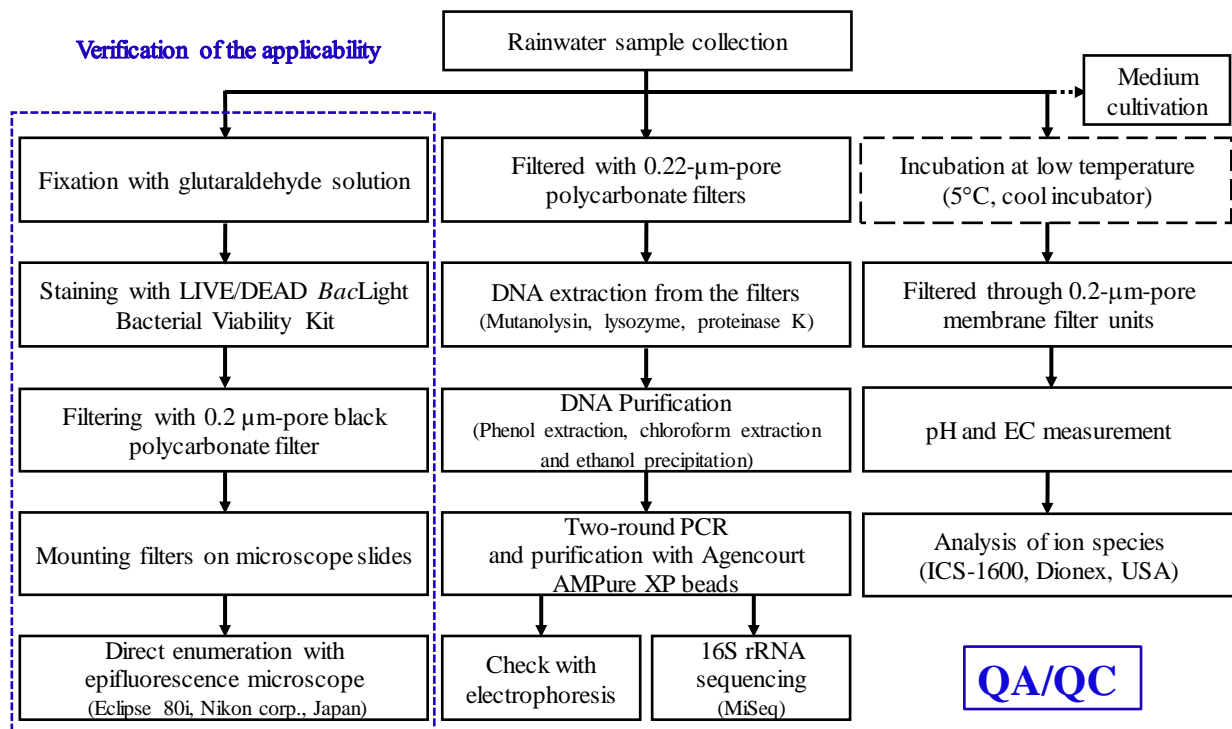 Rainwater sample collection
Verification of the applicability
Medium
cultivation
Fixation with glutaraldehyde solution
Staining with LIVE/DEAD BacLight
Bacterial Viability Kit
Filtering with 0.2 µm-pore black
polycarbonate filter
Mounting filters on microscope slides
Direct enumeration with
epifluorescence microscope
(Eclipse 80i, Nikon corp., Japan)
Filtered with 0.22-µm-pore
polycarbonate filters
DNA extraction from the filters
(Mutanolysin, lysozyme, proteinase K)
DNA Purification
(Phenol extraction, chloroform extraction
and ethanol precipitation)
Two-round PCR
and purification with Agencourt
AMPure XP beads
Check with
electrophoresis
16S rRNA
sequencing
(MiSeq)
Incubation at low temperature
(5°C, cool incubator)
Filtered through 0.2-µm-pore
membrane filter units
pH and EC measurement
Analysis of ion species
(ICS-1600, Dionex, USA)
QA/QC